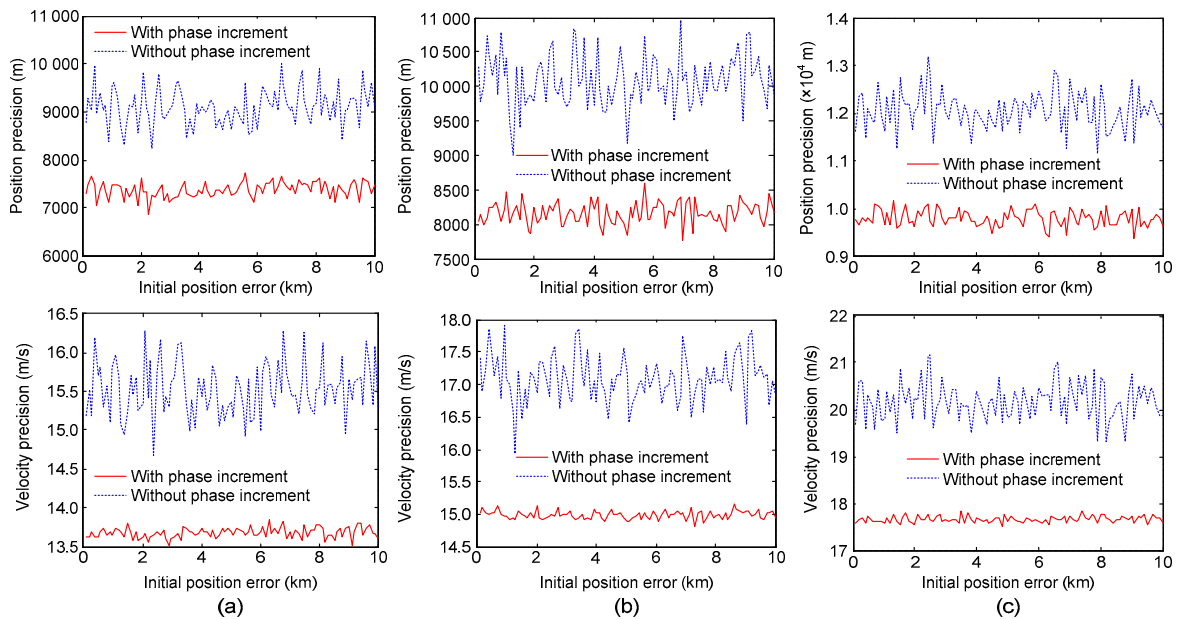 11 000
10 000
9000
8000
7000
6000
Position precision (m)
With phase increment
Without phase increment
0 2 4 6 8 10
Initial position error (km)
11 000
10 500
10 000
9500
9000
8500
8000
7500
Position precision (m)
With phase increment
Without phase increment
0 2 4 6 8 10
Initial position error (km)
1.4
1.3
1.2
1.1
1.0
0.9
Position precision (×10⁴ m)
With phase increment
Without phase increment
0 2 4 6 8 10
Initial position error (km)
16.5
16.0
15.5
15.0
14.5
14.0
13.5
Velocity precision (m/s)
With phase increment
Without phase increment
0 2 4 6 8 10
Initial position error (km)
(a)
18.0
17.5
17.0
16.5
16.0
15.5
15.0
14.5
Velocity precision (m/s)
With phase increment
Without phase increment
0 2 4 6 8 10
Initial position error (km)
(b)
22
21
20
19
18
17
Velocity precision (m/s)
With phase increment
Without phase increment
0 2 4 6 8 10
Initial position error (km)
(c)